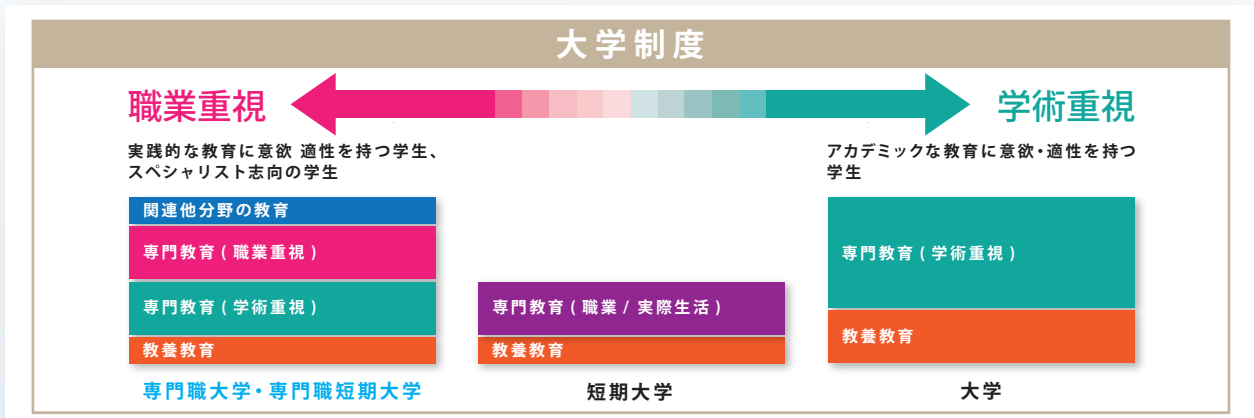 大学制度
職業重視
学術重視
実践的な教育に意欲 適性を持つ学生、
スペシャリスト志向の学生
アカデミックな教育に意欲・適性を持つ
学生
関連他分野の教育
専門教育 ( 職業重視 )
専門教育 ( 学術重視 )
教養教育
専門職大学・専門職短期大学
専門教育 ( 職業 / 実際生活 )
教養教育
短期大学
専門教育 ( 学術重視 )
教養教育
大学